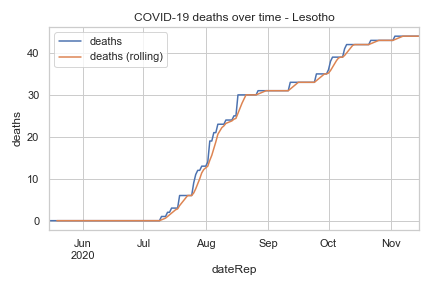 COVID-19 deaths over time - Lesotho
deaths
deaths (rolling)
deaths
40
30
20
10
0
Jun
2020
Jul
Aug
Sep
Oct
Nov
dateRep